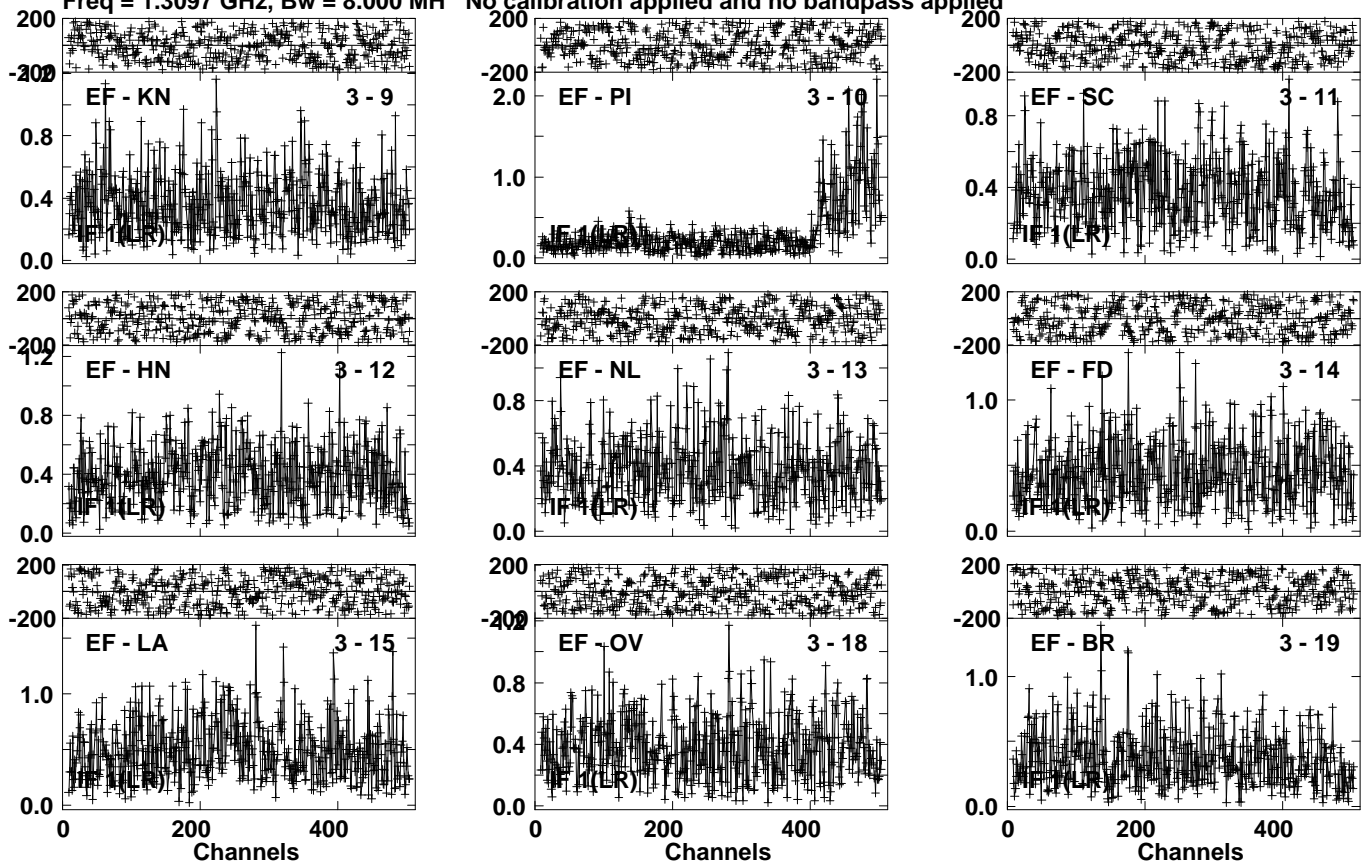 Freq = 1.3097 GHz, Bw = 8.000 MH No calibration applied and no bandpass applied
200 200 200
-200 -200 -200
1.2
EF - KN 3 - 9 2.0 EF - PI 3 - 10 EF - SC 3 - 11
0.8 0.8
1.0
0.4 0.4
IF 1(LR) IF 1(LR) IF 1(LR)
0.0 0.0 0.0
200 200 200
-200 -200 -200
1.2
EF - HN 3 - 12 EF - NL 3 - 13 EF - FD 3 - 14
0.8 0.8 1.0
0.4 0.4
IF 1(LR) IF 1(LR) IF 1(LR)
0.0 0.0 0.0
200 200 200
-200 -200 -200
1.2
EF - LA 3 - 15 EF - OV 3 - 18 EF - BR 3 - 19
1.0 0.8 1.0
0.4
IF 1(LR) IF 1(LR) IF 1(LR)
0.0 0.0 0.0
0 200 400 0 200 400 0 200 400
Channels Channels Channels